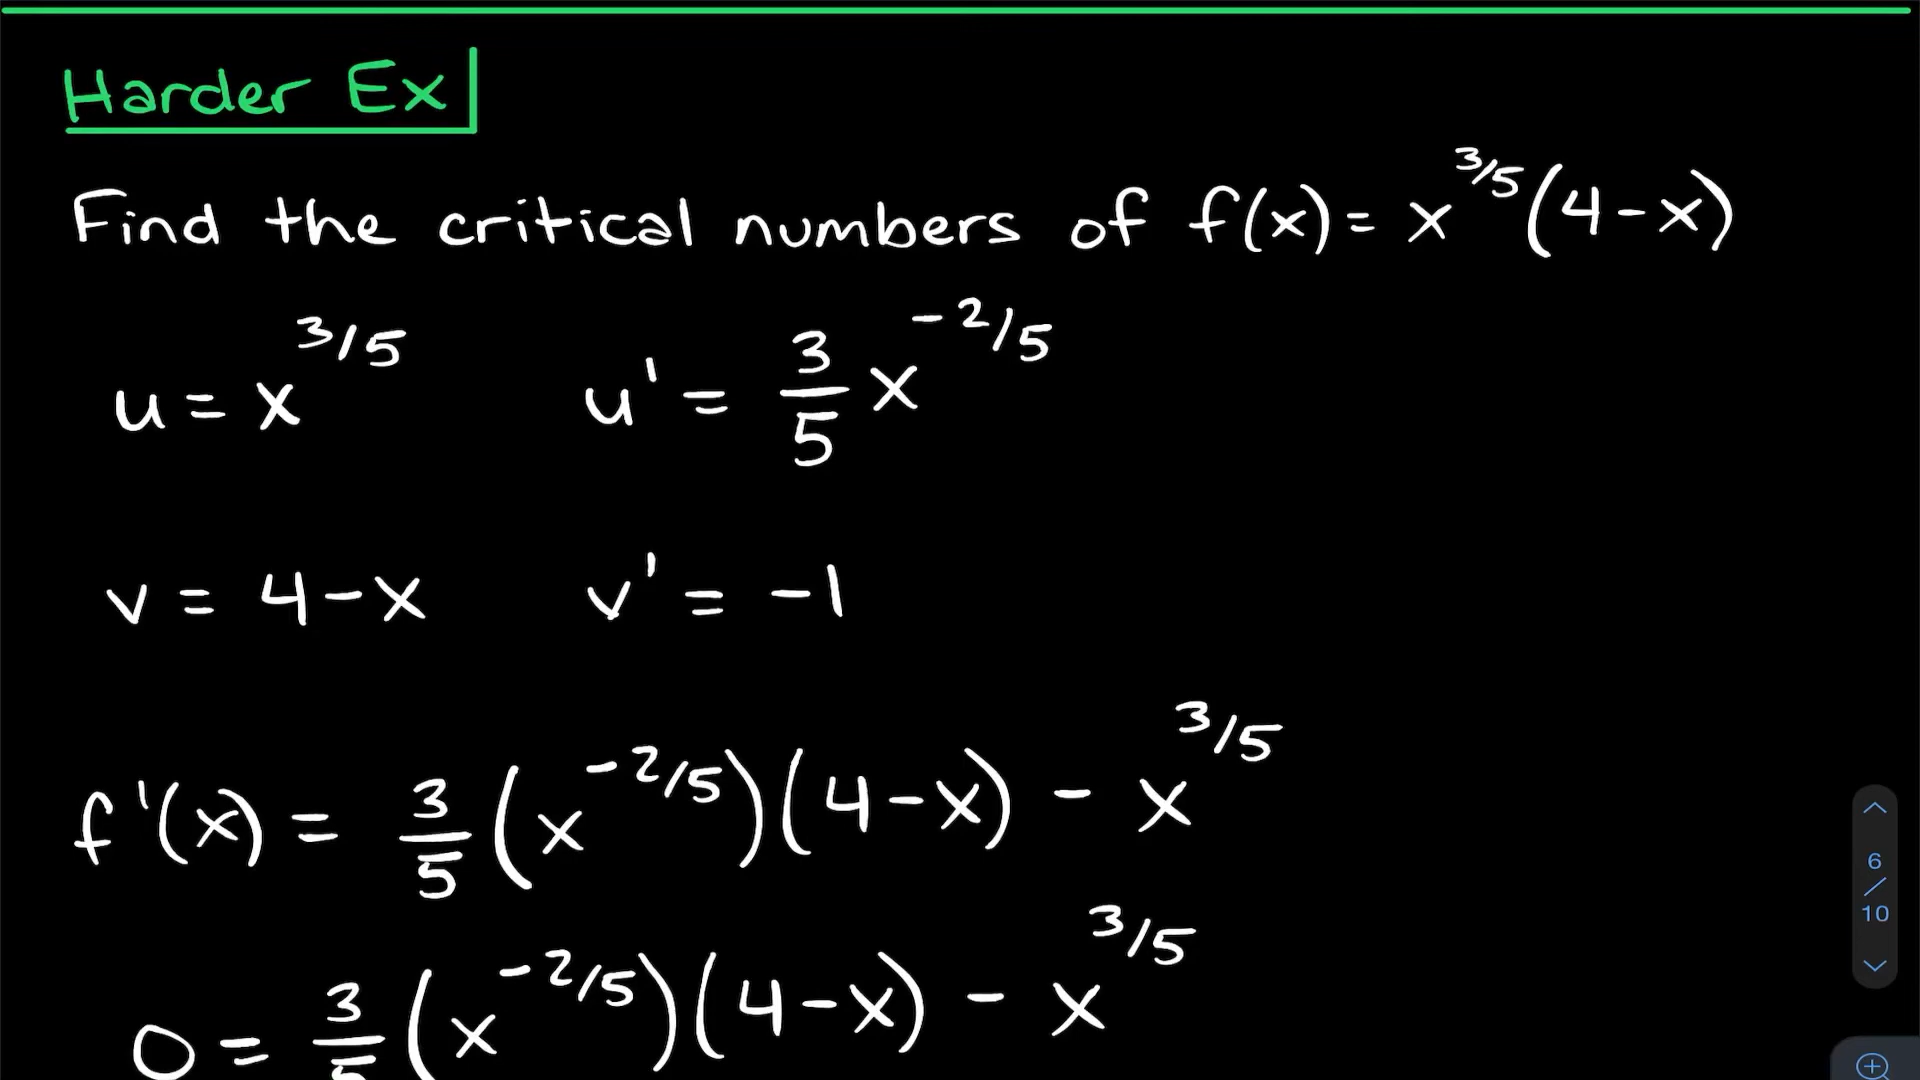 Harder Ex
Find the critical numbers of f(x) = x^3/5 (4-x)
u = x^3/5 u' = 3/5 x^-2/5
v = 4-x v' = -1
f'(x) = 3/5 (x^-2/5)(4-x) - x^3/5
0 = 3/5 (x^-2/5)(4-x) - x^3/5
6
/
10